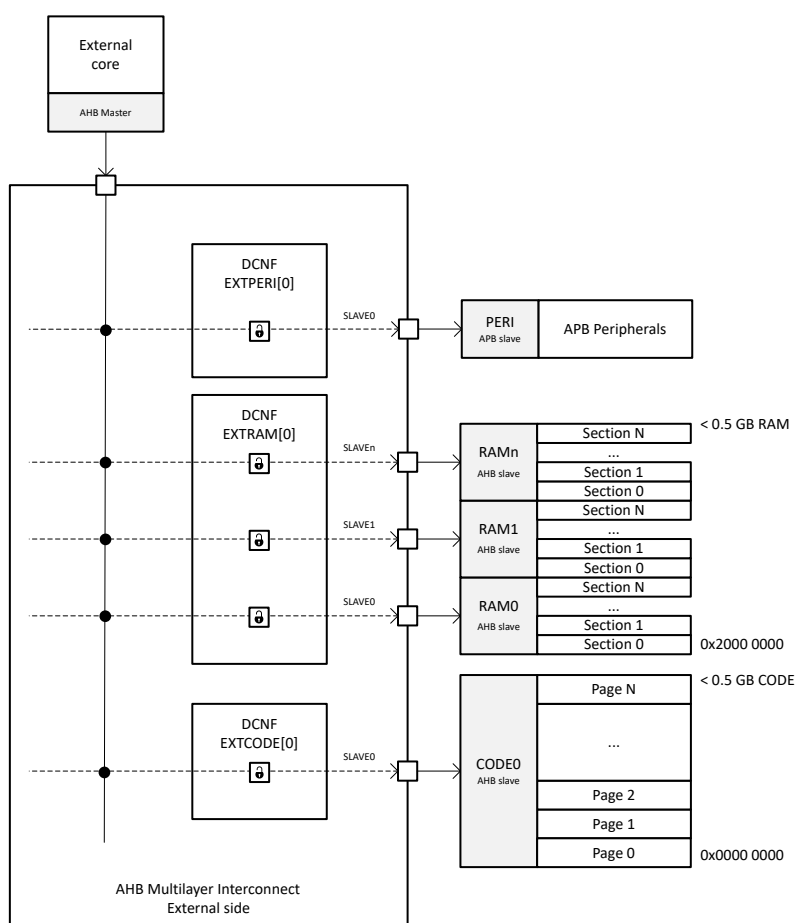 External
core
AHB Master
DCNF
EXTPERI[0]
SLAVE0
PERI
APB slave
APB Peripherals
DCNF
EXTRAM[0]
SLAVEn
SLAVE1
SLAVE0
RAMn
AHB slave
Section N
...
Section 1
Section 0
< 0.5 GB RAM
RAM1
AHB slave
Section N
...
Section 1
Section 0
RAM0
AHB slave
Section N
...
Section 1
Section 0
0x2000 0000
DCNF
EXTCODE[0]
SLAVE0
CODE0
AHB slave
Page N
...
Page 2
Page 1
Page 0
< 0.5 GB CODE
0x0000 0000
AHB Multilayer Interconnect
External side